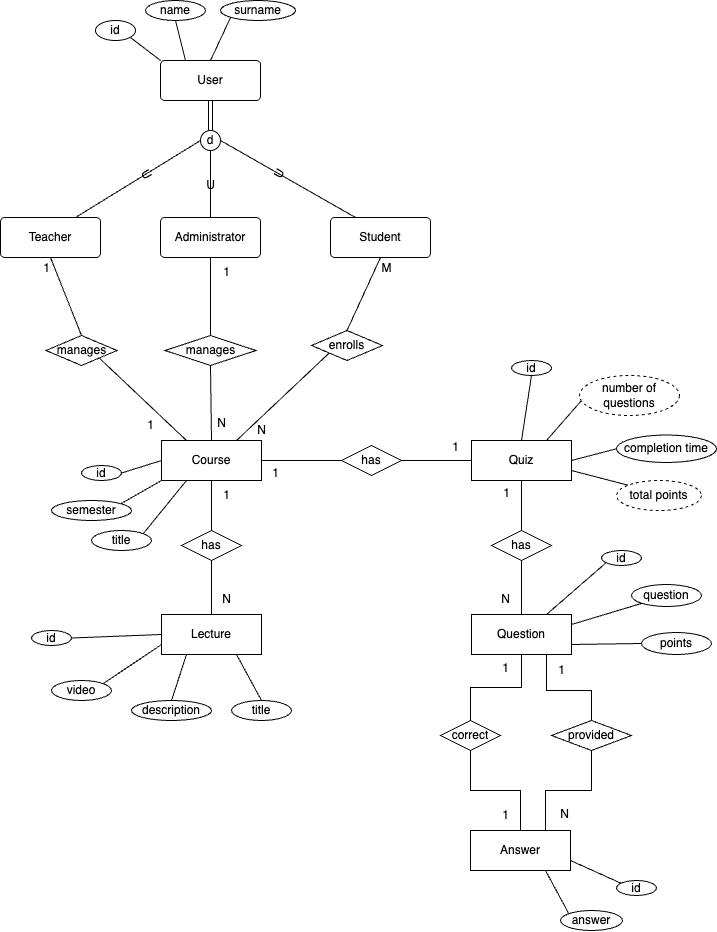 name
surname
id
User
d
U
U
U
Teacher
Administrator
Student
1
1
M
manages
manages
enrolls
id
number of
questions
1
N
N
1
completion time
Course
has
Quiz
1
id
1
1
total points
semester
title
has
has
id
N
N
question
id
Lecture
Question
points
1
1
video
description
title
correct
provided
1
N
Answer
id
answer